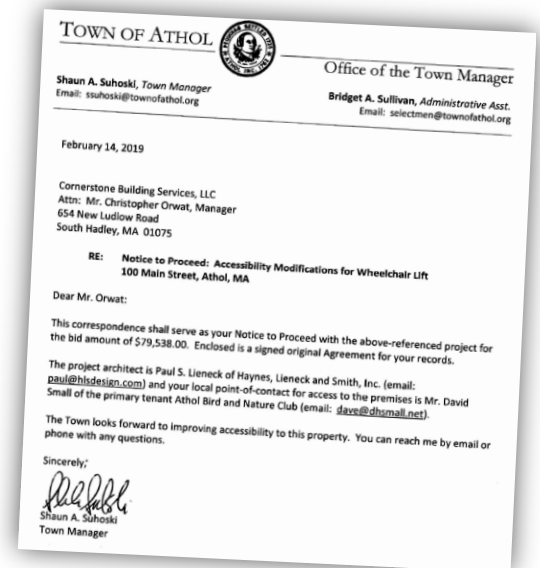 TOWN OF ATHOL
Office of the Town Manager
Shaun A. Suhoski, Town Manager
Email: ssuhoski@townofathol.org
Bridget A. Sullivan, Administrative Asst.
Email: selectmen@townofathol.org
February 14, 2019
Cornerstone Building Services, LLC
Attn: Mr. Christopher Orwat, Manager
654 New Ludlow Road
South Hadley, MA 01075
RE: Notice to Proceed: Accessibility Modifications for Wheelchair Lift
100 Main Street, Athol, MA
Dear Mr. Orwat:
This correspondence shall serve as your Notice to Proceed with the above-referenced project for
the bid amount of $79,538.00. Enclosed is a signed original Agreement for your records.
The project architect is Paul S. Lieneck of Haynes, Lieneck and Smith, Inc. (email:
paul@hlsdesign.com) and your local point-of-contact for access to the premises is Mr. David
Small of the primary tenant Athol Bird and Nature Club (email: dave@dhsmall.net).
The Town looks forward to improving accessibility to this property. You can reach me by email or
phone with any questions.
Sincerely,
Shaun A. Suhoski
Town Manager